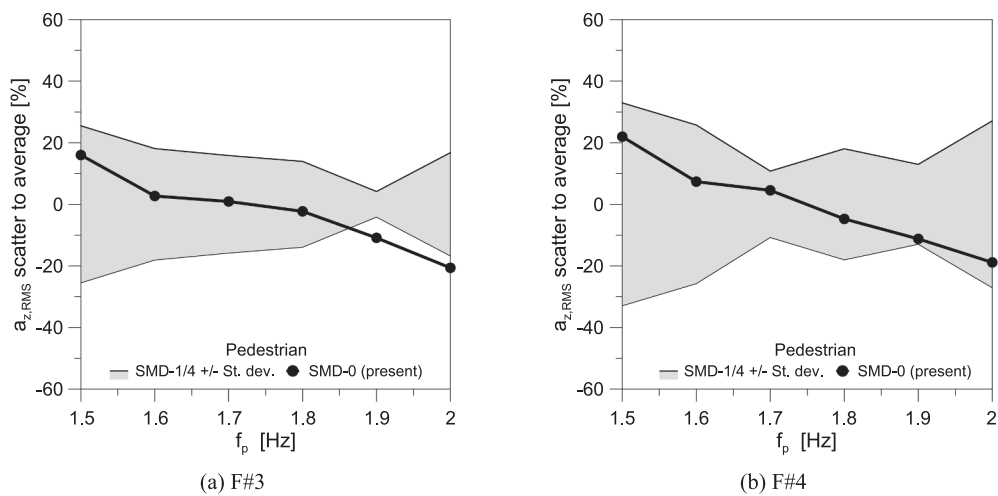 60
40
20
0
-20
-40
-60
a_z,RMS scatter to average [%]
Pedestrian
SMD-1/4 +/- St. dev.
SMD-0 (present)
1.5 1.6 1.7 1.8 1.9 2
f_p [Hz]
(a) F#3
60
40
20
0
-20
-40
-60
a_z,RMS scatter to average [%]
Pedestrian
SMD-1/4 +/- St. dev.
SMD-0 (present)
1.5 1.6 1.7 1.8 1.9 2
f_p [Hz]
(b) F#4